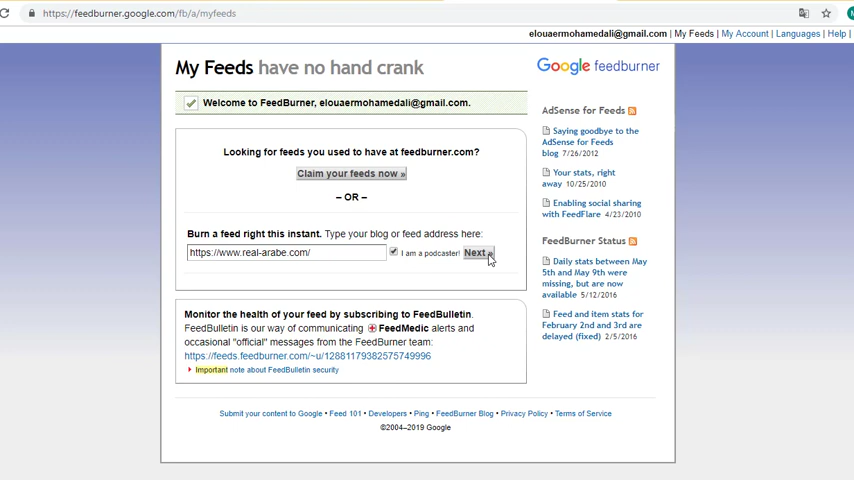 https://feedburner.google.com/fb/a/myfeeds
elouaermohamedali@gmail.com | My Feeds | My Account | Languages | Help |
My Feeds have no hand crank
Google feedburner
Welcome to FeedBurner, elouaermohamedali@gmail.com.
Looking for feeds you used to have at feedburner.com?
Claim your feeds now »
– OR –
Burn a feed right this instant. Type your blog or feed address here:
https://www.real-arabe.com/ I am a podcaster! Next »
Monitor the health of your feed by subscribing to FeedBulletin.
FeedBulletin is our way of communicating FeedMedic alerts and
occasional "official" messages from the FeedBurner team:
https://feeds.feedburner.com/~u/12881179382575749996
Important note about FeedBulletin security
AdSense for Feeds
Saying goodbye to the
AdSense for Feeds
blog 7/26/2012
Your stats, right
away 10/25/2010
Enabling social sharing
with FeedFlare 4/23/2010
FeedBurner Status
Daily stats between May
5th and May 9th were
missing, but are now
available 5/12/2016
Feed and item stats for
February 2nd and 3rd are
delayed (fixed) 2/5/2016
Submit your content to Google • Feed 101 • Developers • Ping • FeedBurner Blog • Privacy Policy • Terms of Service
©2004–2019 Google